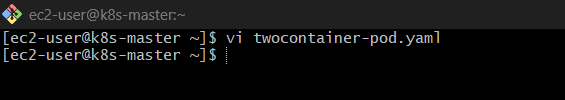 ec2-user@k8s-master:~
[ec2-user@k8s-master ~]$ vi twocontainer-pod.yaml
[ec2-user@k8s-master ~]$